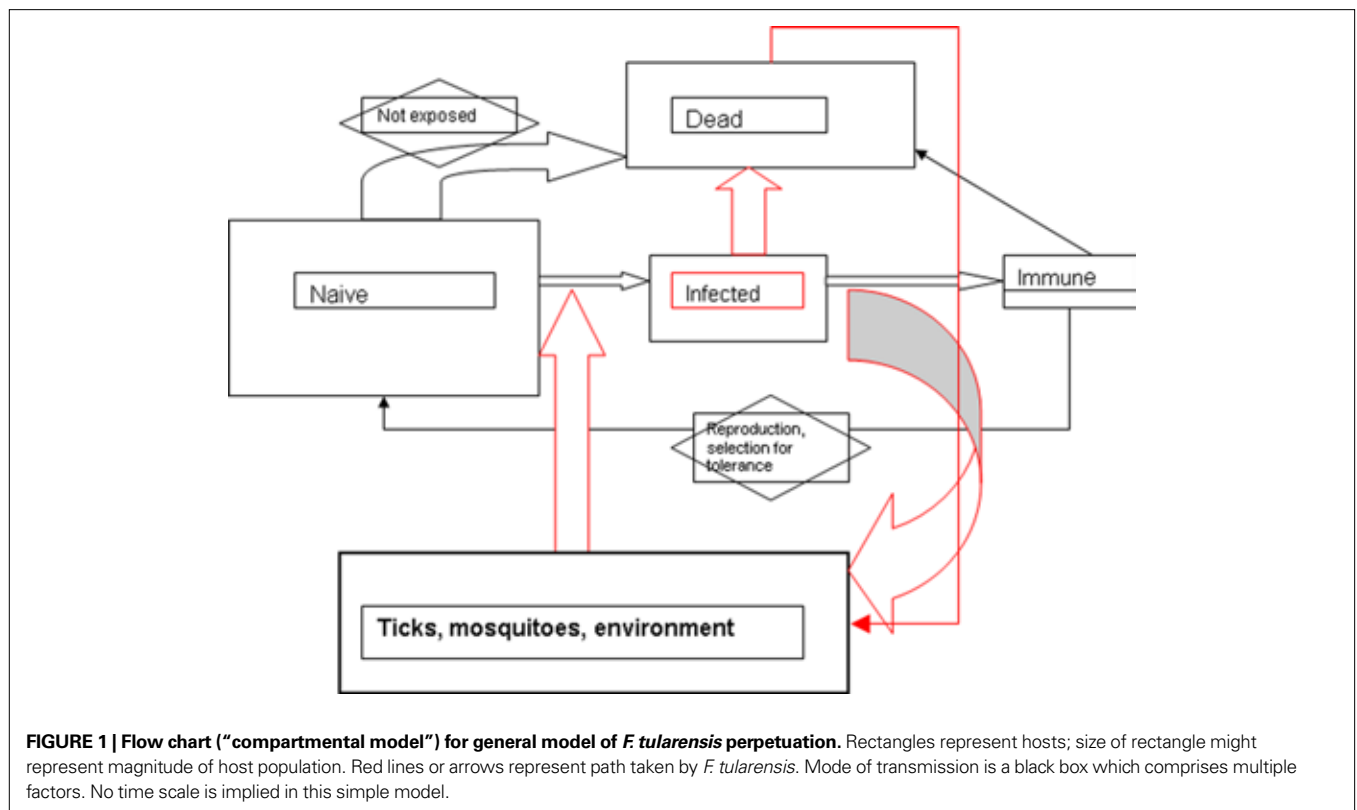 Not exposed
Dead
Naive
Infected
Immune
Reproduction,
selection for
tolerance
Ticks, mosquitoes, environment
FIGURE 1 | Flow chart (“compartmental model”) for general model of F. tularensis perpetuation. Rectangles represent hosts; size of rectangle might
represent magnitude of host population. Red lines or arrows represent path taken by F. tularensis. Mode of transmission is a black box which comprises multiple
factors. No time scale is implied in this simple model.